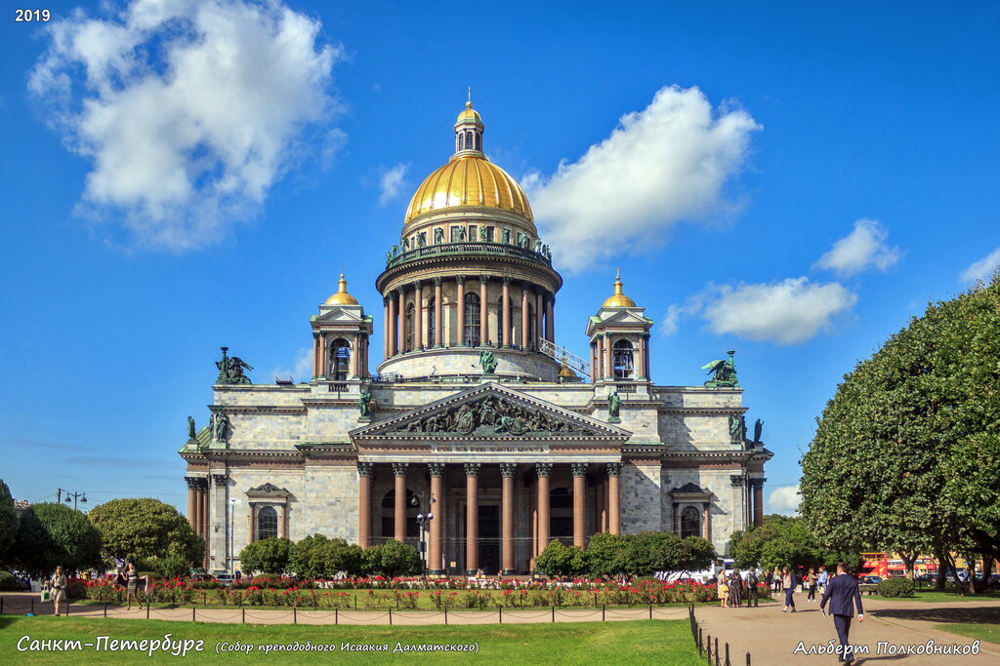 2019
Санкт-Петербург (Собор преподобного Исаакия Далматского)
Альберт Полковников